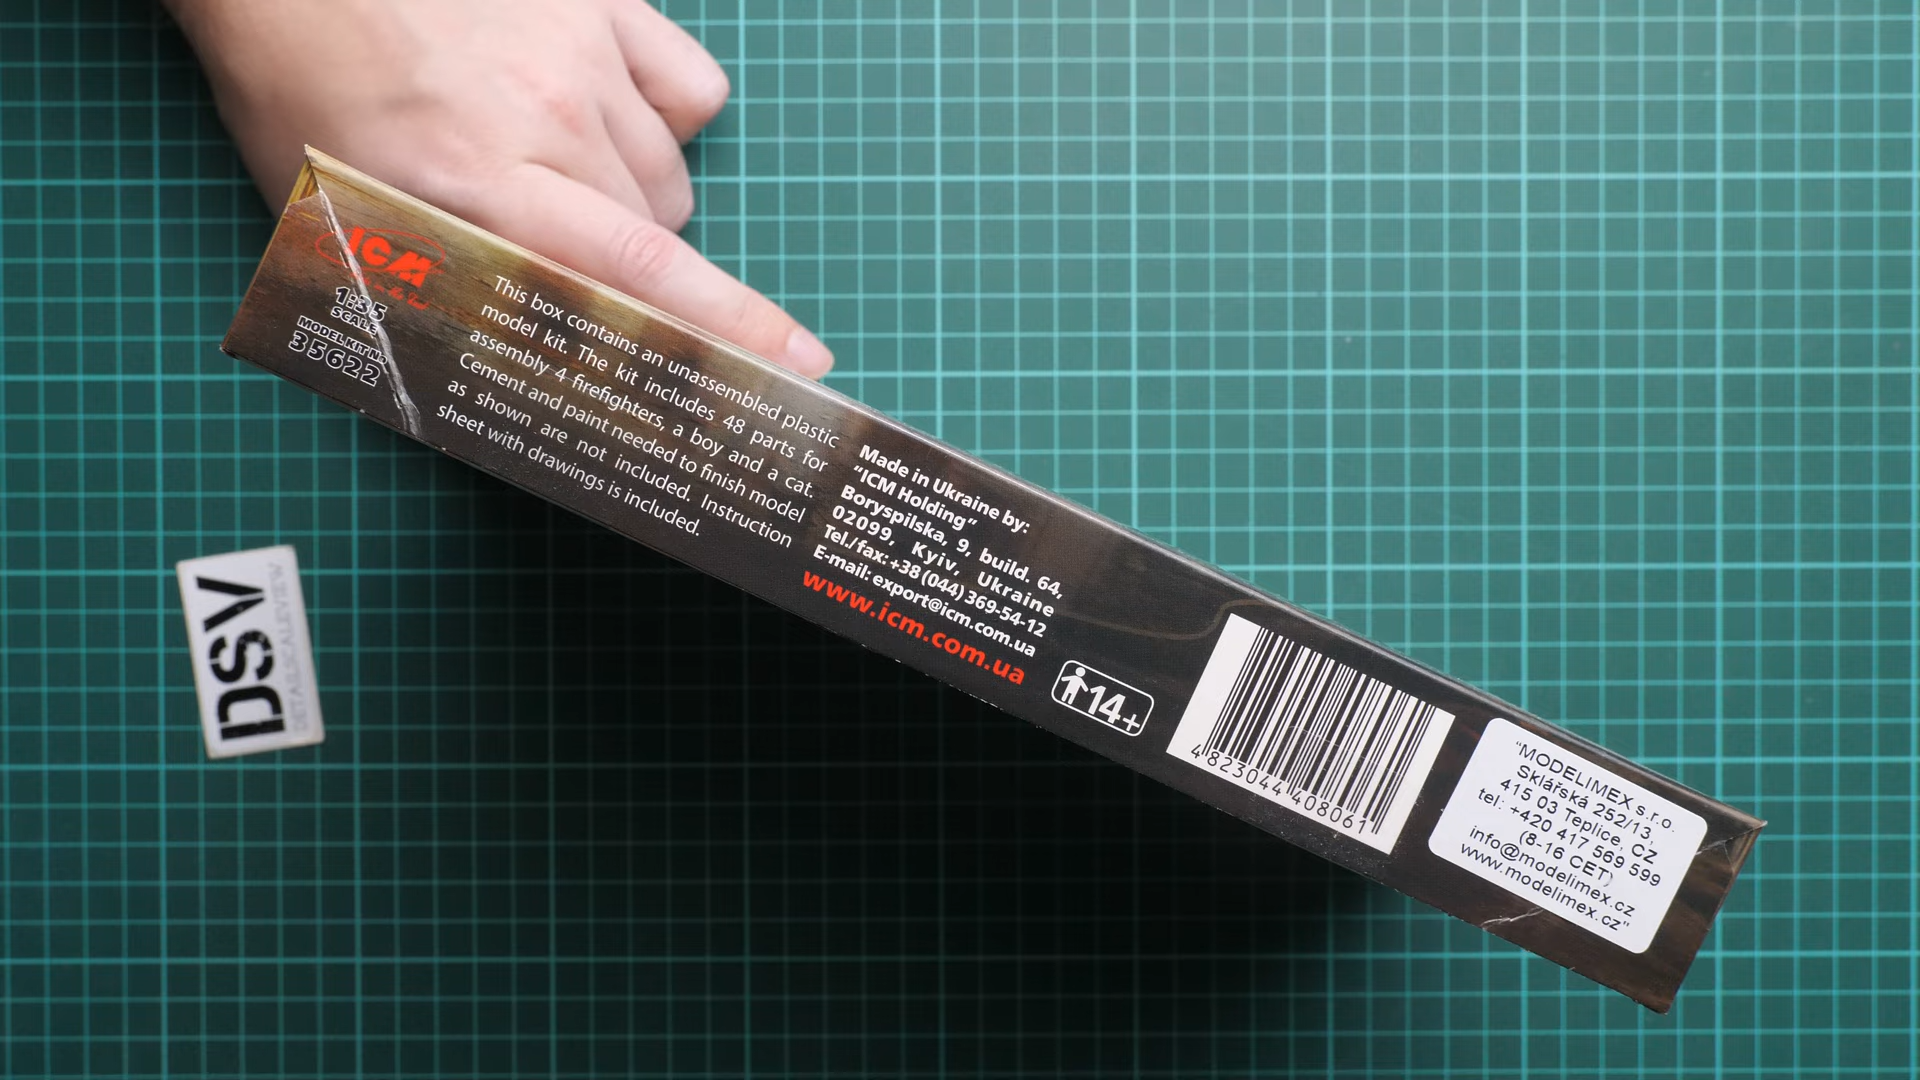 ICM
1:35
SCALE
MODEL KIT No.
35622
This box contains an unassembled plastic
model kit. The kit includes 48 parts for
assembly 4 firefighters, a boy and a cat.
Cement and paint needed to finish model
as shown are not included. Instruction
sheet with drawings is included.
Made in Ukraine by:
“ICM Holding”
Boryspilska, 9, build. 64,
02099, Kyiv, Ukraine
Tel./fax: +38 (044) 369-54-12
E-mail: export@icm.com.ua
www.icm.com.ua
14+
4 823044 408061
"MODELIMEX s.r.o.
Sklářská 252/13,
415 03 Teplice, CZ
tel: +420 417 569 599
(8-16 CET)
info@modelimex.cz
www.modelimex.cz"
DSV
DETAILSCALEVIEW